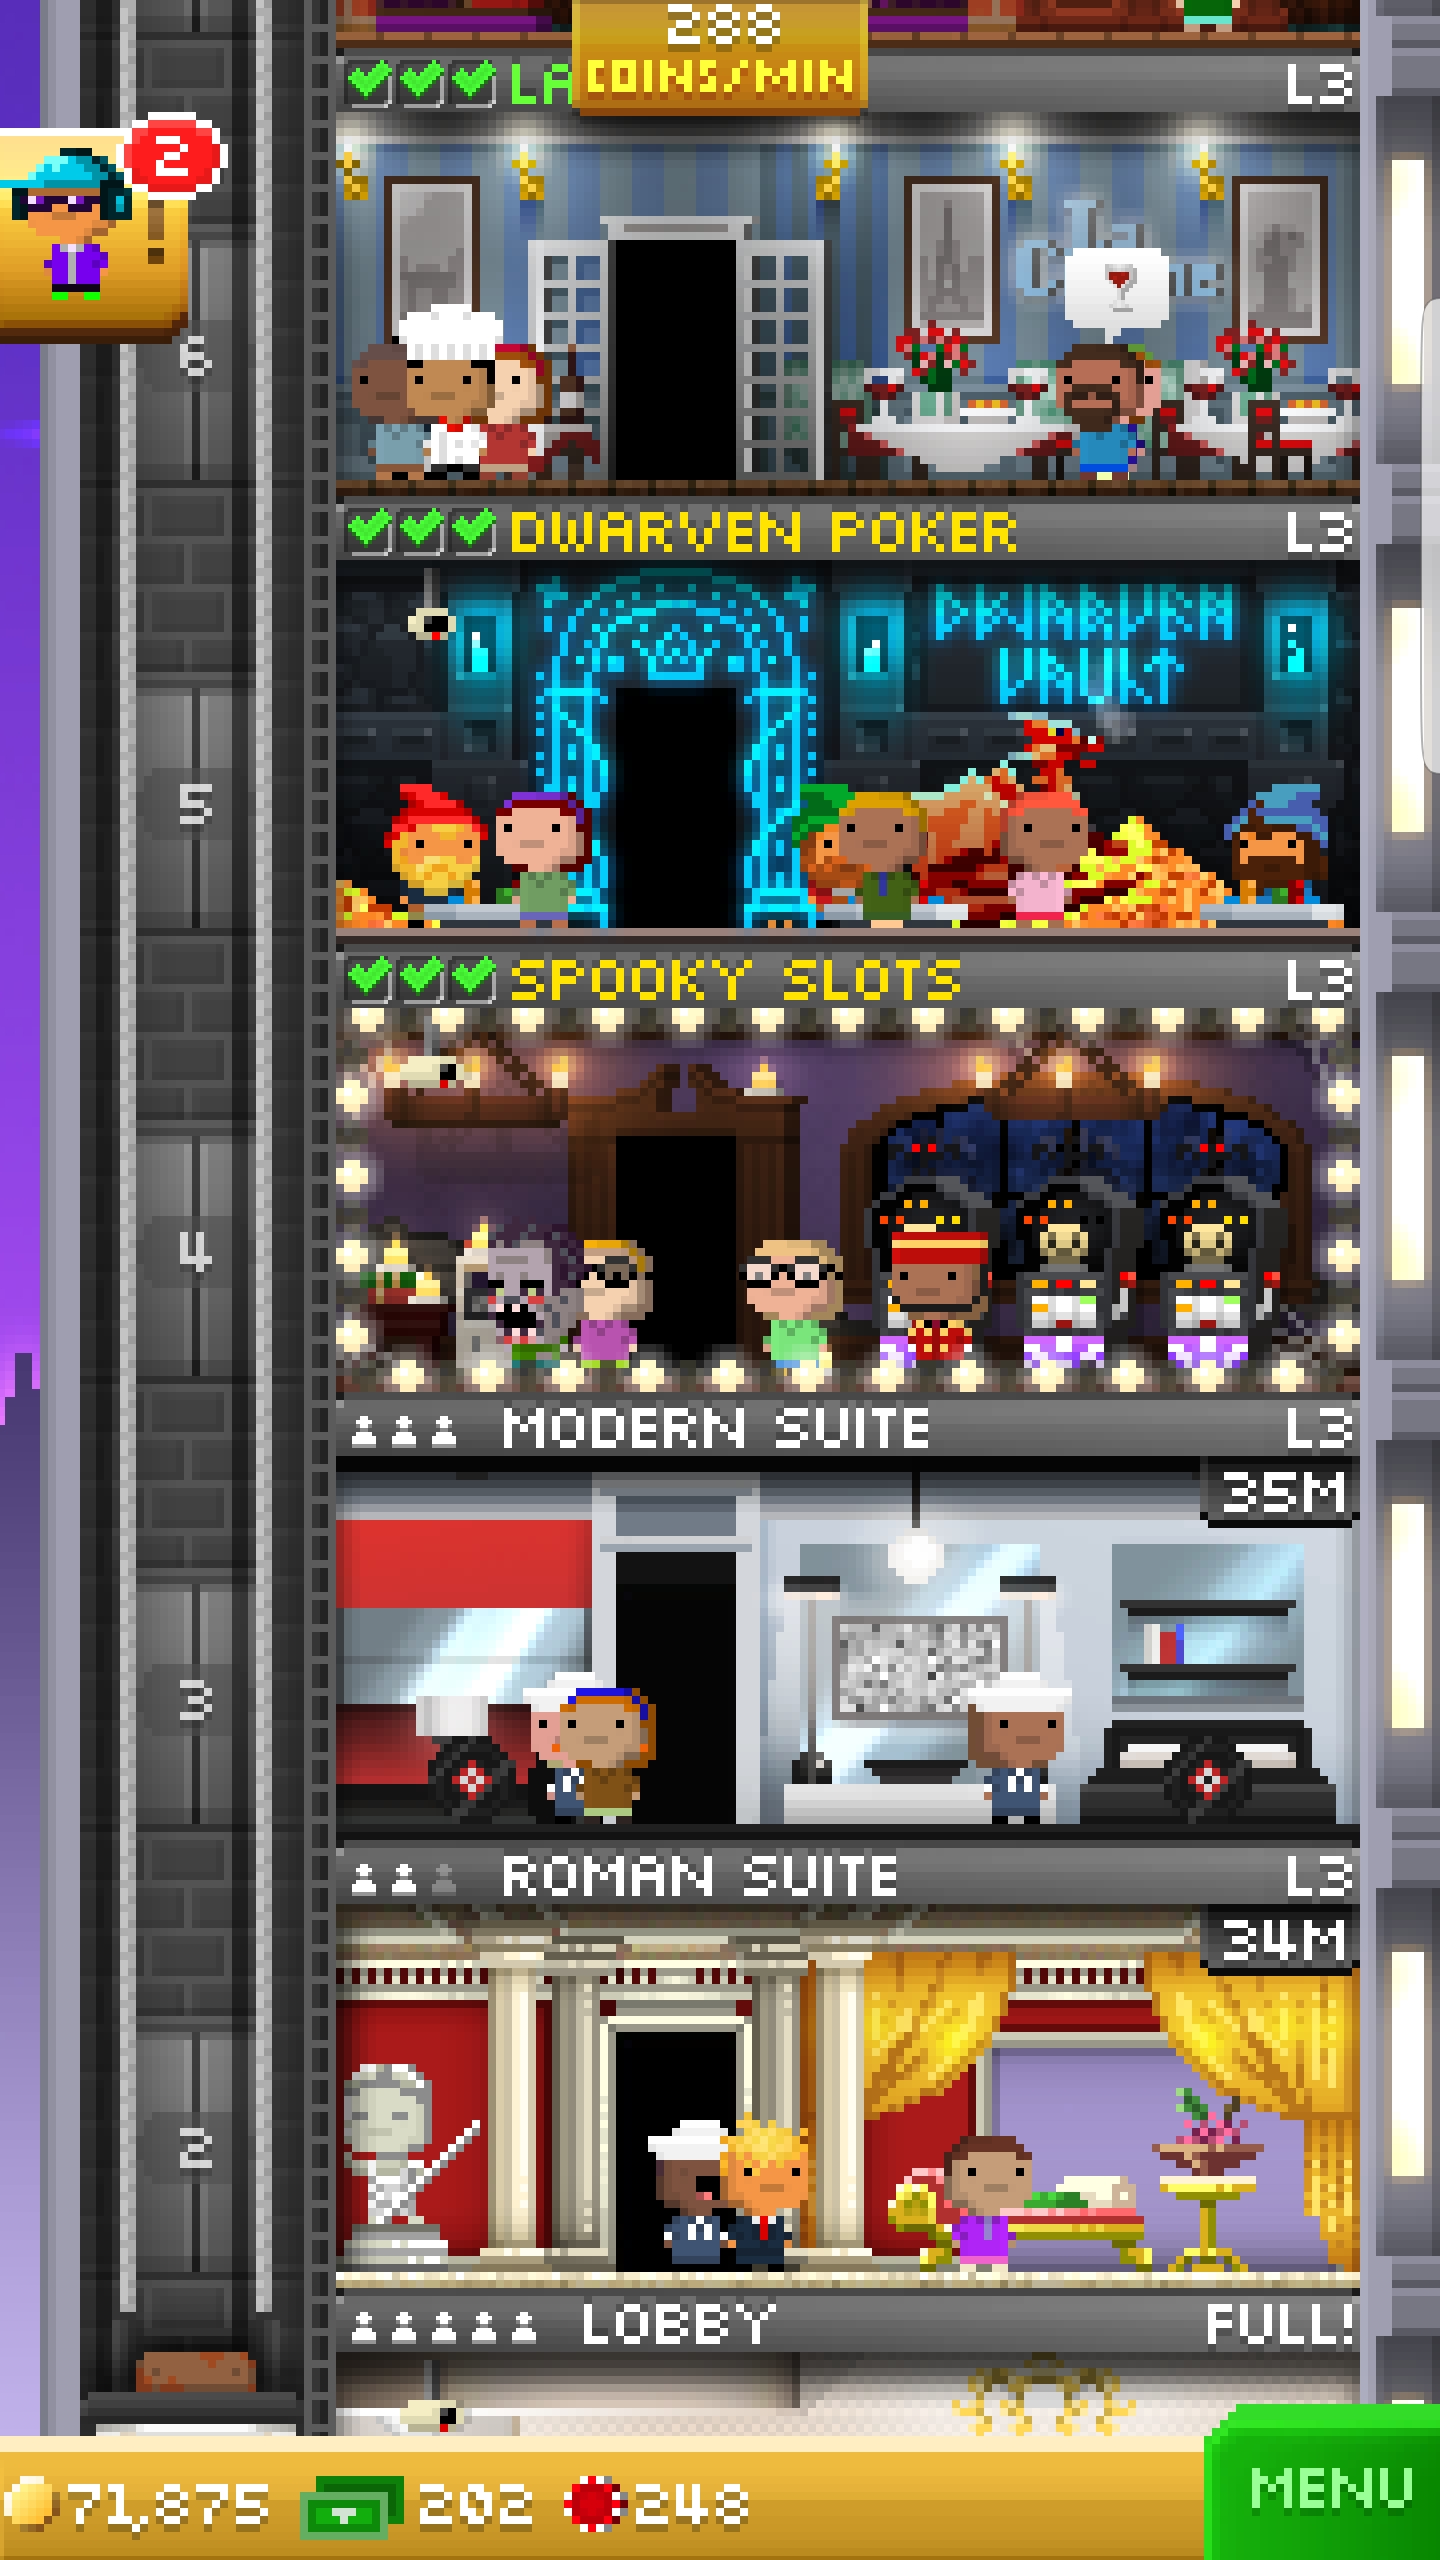 288
COINS/MIN
LA
L3
2
!
6
DWARVEN POKER
L3
DWARVEN
VAULT
5
SPOOKY SLOTS
L3
4
MODERN SUITE
L3
35M
3
ROMAN SUITE
L3
34M
2
LOBBY
FULL!
71,875
202
248
MENU